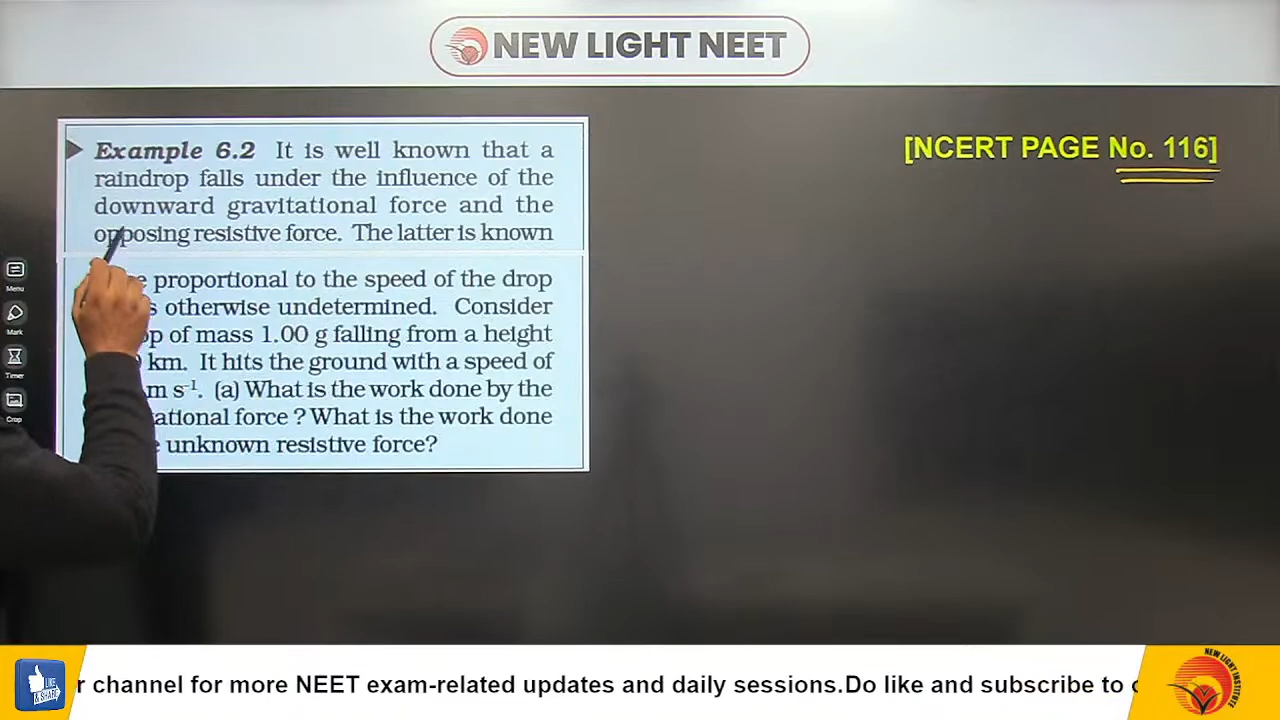 NEW LIGHT NEET
[NCERT PAGE No. 116]
Example 6.2 It is well known that a
raindrop falls under the influence of the
downward gravitational force and the
opposing resistive force. The latter is known
proportional to the speed of the drop
otherwise undetermined. Consider
of mass 1.00 g falling from a height
km. It hits the ground with a speed of
m s⁻¹. (a) What is the work done by the
force ? What is the work done
unknown resistive force?
Menu
Mark
Timer
Crop
LIKE
& SHARE
channel for more NEET exam-related updates and daily sessions.Do like and subscribe to
NEW LIGHT INSTITUTE